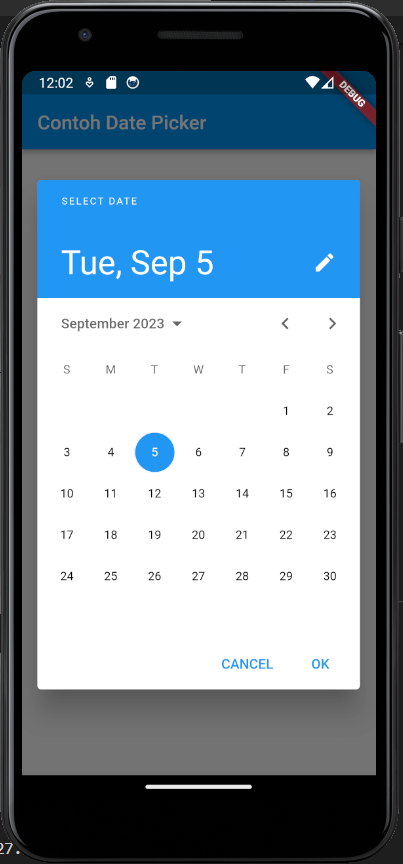 12:02
DEBUG
Contoh Date Picker
SELECT DATE
Tue, Sep 5
September 2023
S M T W T F S
1 2
3 4 5 6 7 8 9
10 11 12 13 14 15 16
17 18 19 20 21 22 23
24 25 26 27 28 29 30
CANCEL OK
27.